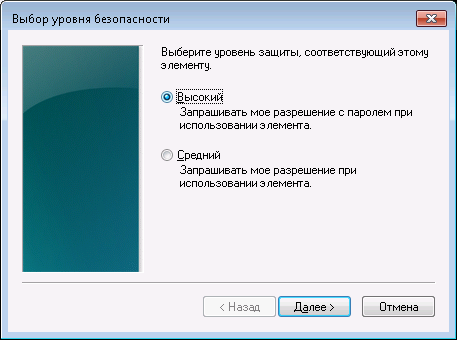 Выбор уровня безопасности
Выберите уровень защиты, соответствующий этому
элементу.
Высокий
Запрашивать мое разрешение с паролем при
использовании элемента.
Средний
Запрашивать мое разрешение при
использовании элемента.
< Назад
Далее >
Отмена